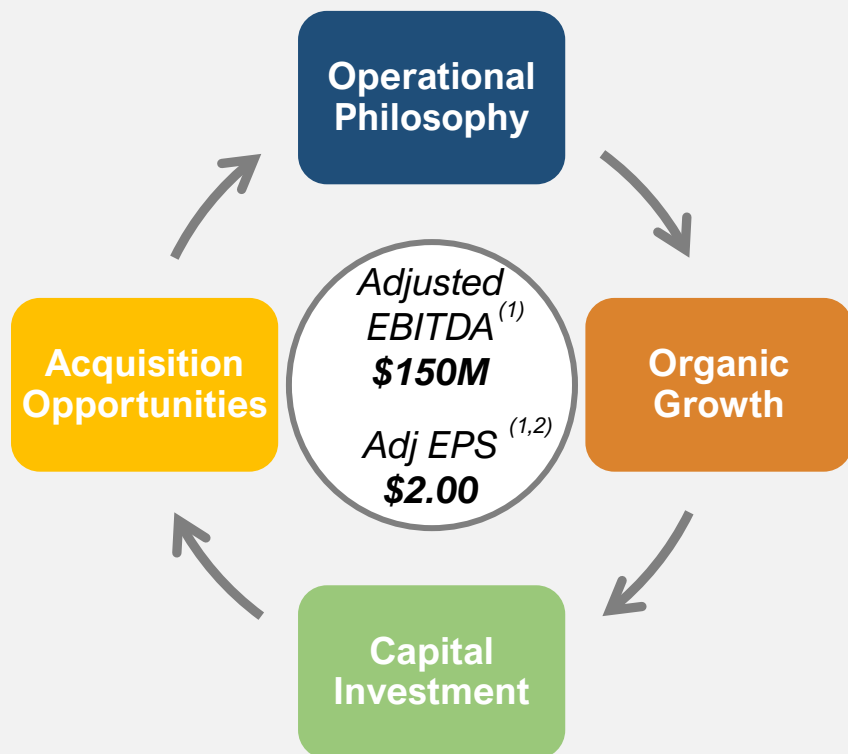 Operational
Philosophy
Adjusted
EBITDA (1)
$150M
Adj EPS (1,2)
$2.00
Acquisition
Opportunities
Organic
Growth
Capital
Investment